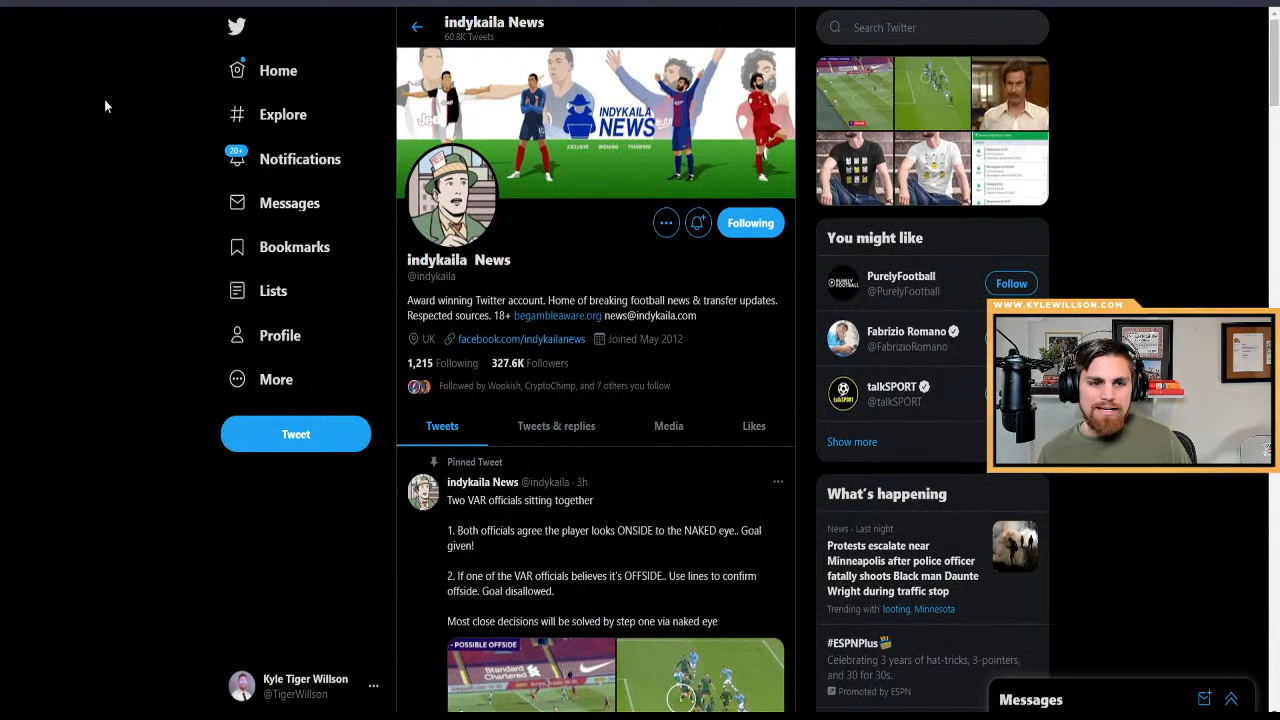 indykaila News
60.8K Tweets
Search Twitter
Home
Explore
20+
Notifications
Messages
Bookmarks
Lists
Profile
More
Tweet
INDYKAILA
NEWS
EXCLUSIVE BREAKING TRANSFERS
Following
indykaila News
@indykaila
Award winning Twitter account. Home of breaking football news & transfer updates.
Respected sources. 18+ begambleaware.org news@indykaila.com
UK facebook.com/indykailanews Joined May 2012
1,215 Following 327.6K Followers
Followed by Wookish, CryptoChimp, and 7 others you follow
Tweets Tweets & replies Media Likes
Pinned Tweet
indykaila News @indykaila · 3h
Two VAR officials sitting together
1. Both officials agree the player looks ONSIDE to the NAKED eye.. Goal
given!
2. If one of the VAR officials believes it's OFFSIDE.. Use lines to confirm
offside. Goal disallowed.
Most close decisions will be solved by step one via naked eye
- POSSIBLE OFFSIDE
Standard
Chartered
You might like
PURELY
FOOTBALL
PurelyFootball
@PurelyFootball
Follow
Fabrizio Romano
@FabrizioRomano
talkSPORT
talkSPORT
@talkSPORT
Show more
WWW.KYLEWILLSON.COM
What's happening
News · Last night
Protests escalate near
Minneapolis after police officer
fatally shoots Black man Daunte
Wright during traffic stop
Trending with looting, Minnesota
#ESPNPlus
Celebrating 3 years of hat-tricks, 3-pointers,
and 30 for 30s.
Promoted by ESPN
Messages
Kyle Tiger Willson
@TigerWillson